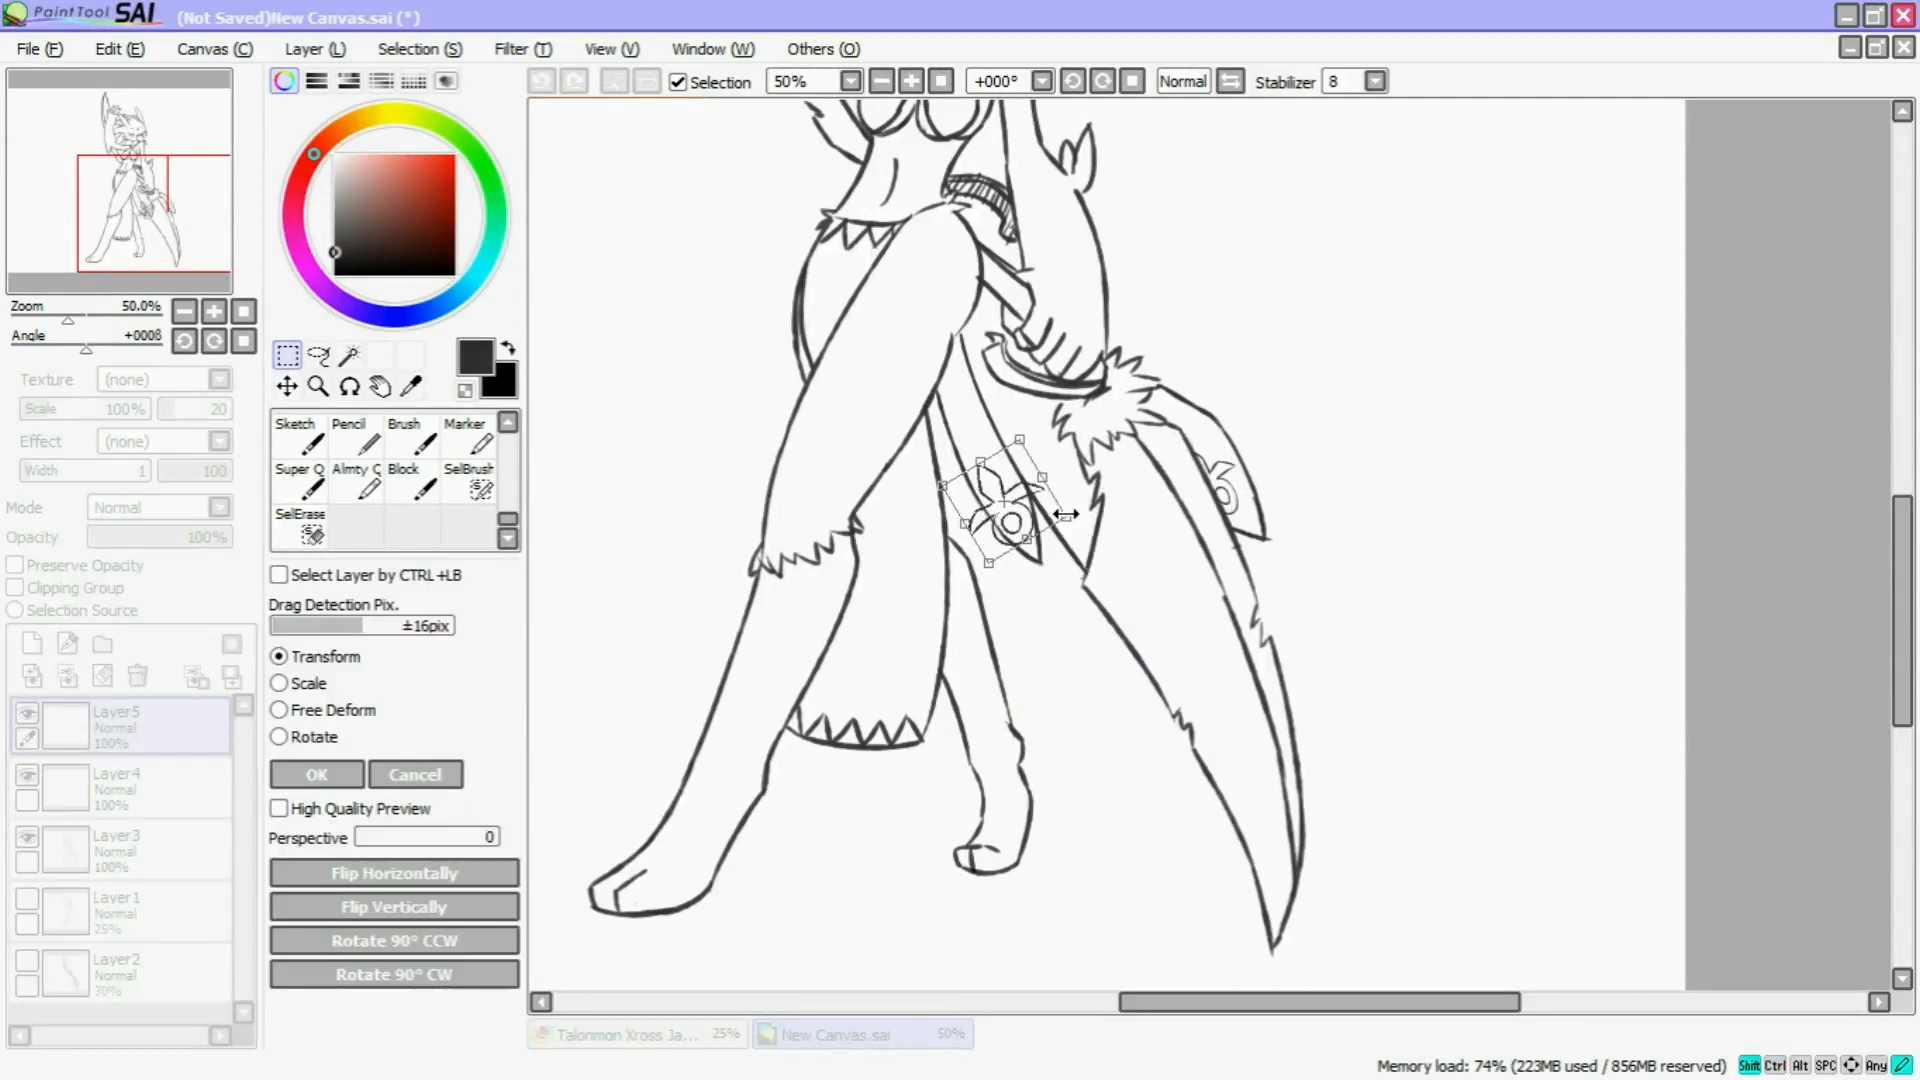 PaintTool SAI (Not Saved)New Canvas.sai (*)
File (F) Edit (E) Canvas (C) Layer (L) Selection (S) Filter (T) View (V) Window (W) Others (O)
Selection 50% +000° Normal Stabilizer 8
Zoom 50.0%
Angle +000ß
Texture (none)
Scale 100% 20
Effect (none)
Width 1 100
Mode Normal
Opacity 100%
Preserve Opacity
Clipping Group
Selection Source
Layer5
Normal
100%
Layer4
Normal
100%
Layer3
Normal
100%
Layer1
Normal
25%
Layer2
Normal
30%
Sketch Pencil Brush Marker
Super Q Almty Q Block SelBrush
SelErase
Select Layer by CTRL +LB
Drag Detection Pix.
±16pix
Transform
Scale
Free Deform
Rotate
OK Cancel
High Quality Preview
Perspective 0
Flip Horizontally
Flip Vertically
Rotate 90° CCW
Rotate 90° CW
Talonmon Xross Ja... 25% New Canvas.sai 50%
Memory load: 74% (223MB used / 856MB reserved) Shift Ctrl Alt SPC Any